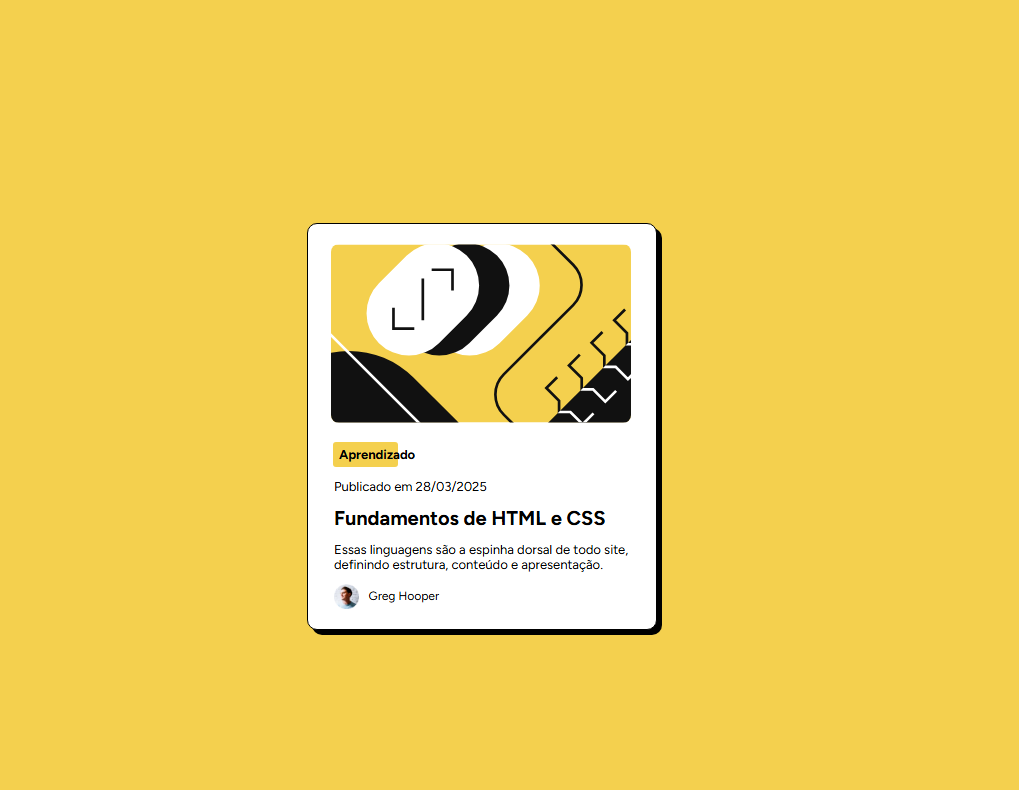 Aprendizado
Publicado em 28/03/2025
Fundamentos de HTML e CSS
Essas linguagens são a espinha dorsal de todo site,
definindo estrutura, conteúdo e apresentação.
Greg Hooper